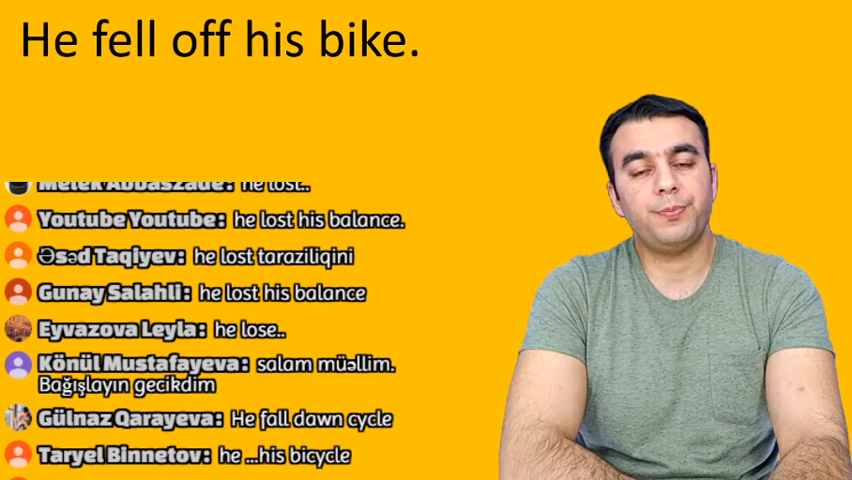 He fell off his bike.
Melek Abbaszade: he lost..
Youtube Youtube: he lost his balance.
Əsəd Taqiyev: he lost taraziliqini
Gunay Salahli: he lost his balance
Eyvazova Leyla: he lose..
Könül Mustafayeva: salam müəllim.
Bağışlayın gecikdim
Gülnaz Qarayeva: He fall dawn cycle
Taryel Binnetov: he ...his bicycle